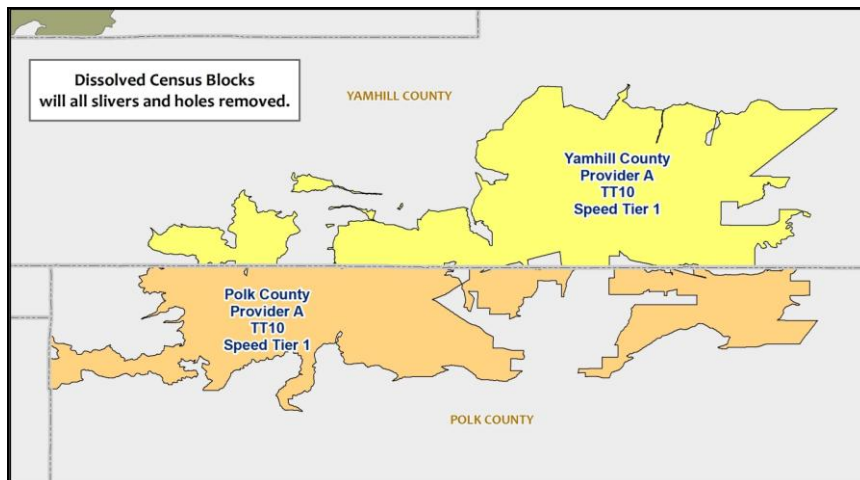 Dissolved Census Blocks
will all slivers and holes removed.
YAMHILL COUNTY
Yamhill County
Provider A
TT10
Speed Tier 1
Polk County
Provider A
TT10
Speed Tier 1
POLK COUNTY